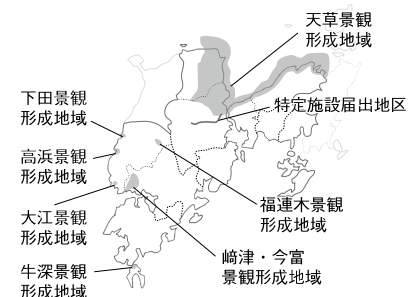 天草景観
形成地域
特定施設届出地区
下田景観
形成地域
高浜景観
形成地域
大江景観
形成地域
牛深景観
形成地域
福連木景観
形成地域
﨑津・今富
景観形成地域